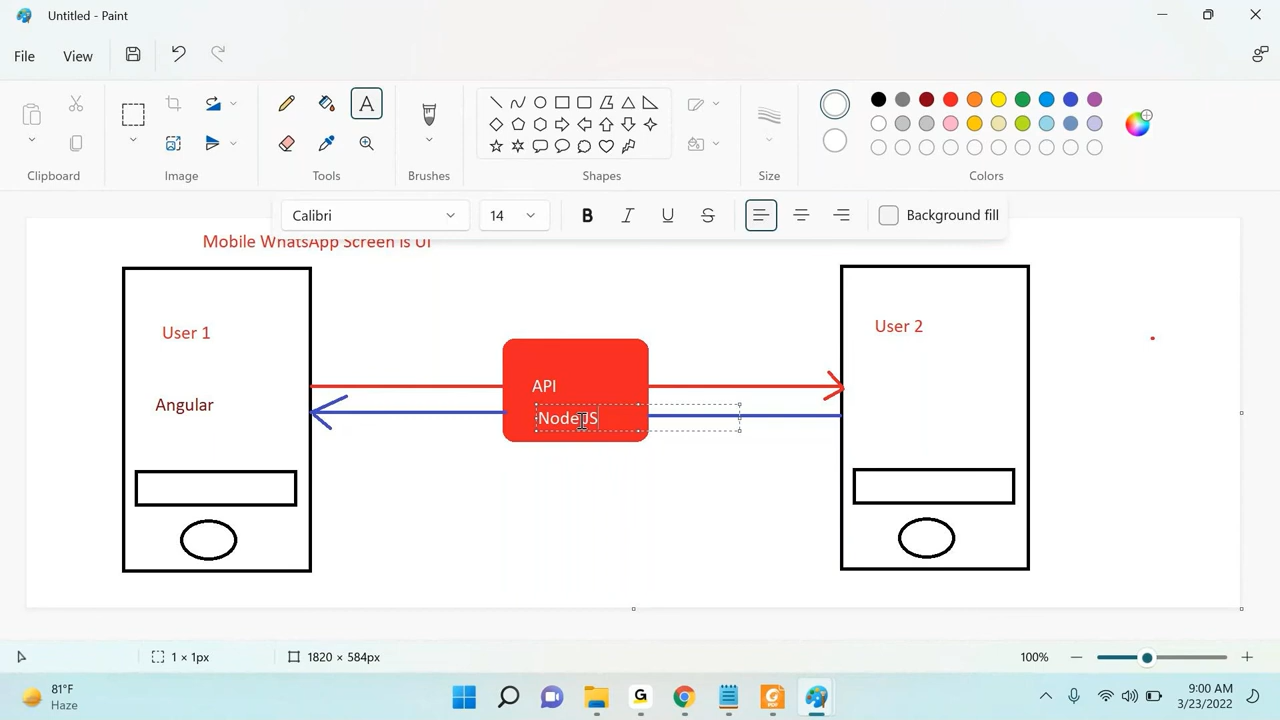 Untitled - Paint
File
View
Clipboard
Image
Tools
Brushes
Shapes
Size
Colors
Calibri
14
B
I
U
S
Background fill
Mobile WhatsApp Screen is UI
User 1
User 2
API
Angular
NodeJS
1 × 1px
1820 × 584px
100%
81°F
Haze
9:00 AM
3/23/2022